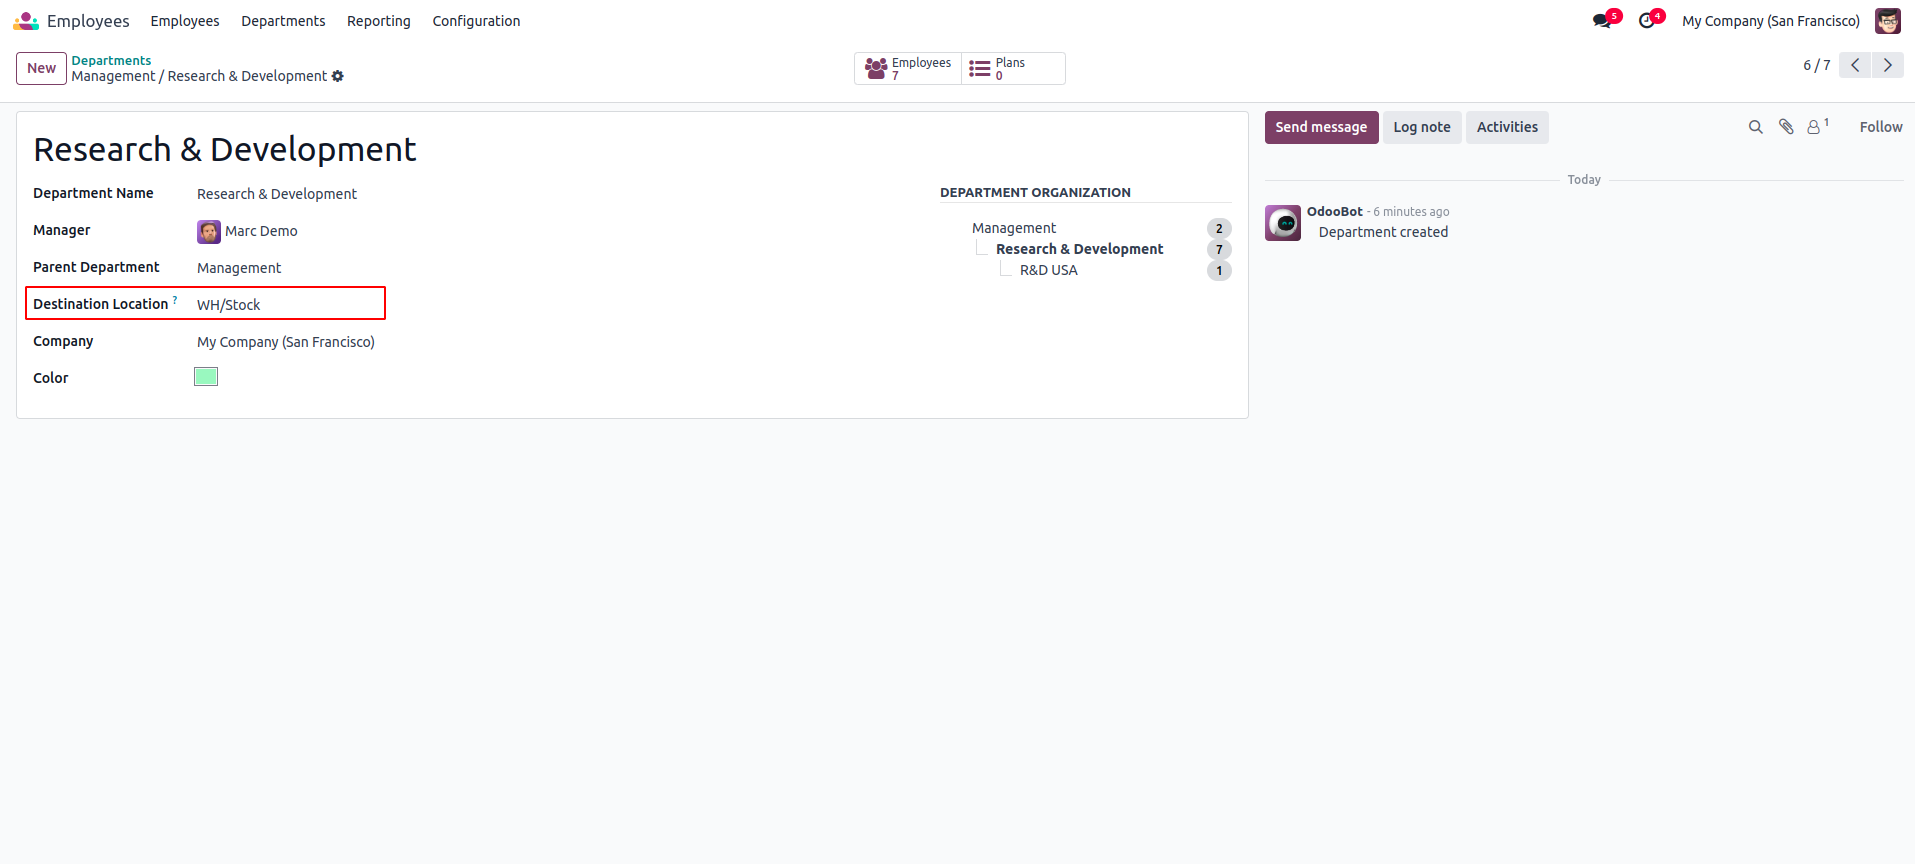 Employees Employees Departments Reporting Configuration 5 4 My Company (San Francisco)
New Departments
Management / Research & Development
Employees 7
Plans 0
6 / 7
Research & Development
Department Name Research & Development
Manager Marc Demo
Parent Department Management
Destination Location ? WH/Stock
Company My Company (San Francisco)
Color
DEPARTMENT ORGANIZATION
Management 2
Research & Development 7
R&D USA 1
Send message Log note Activities 1 Follow
Today
OdooBot - 6 minutes ago
Department created